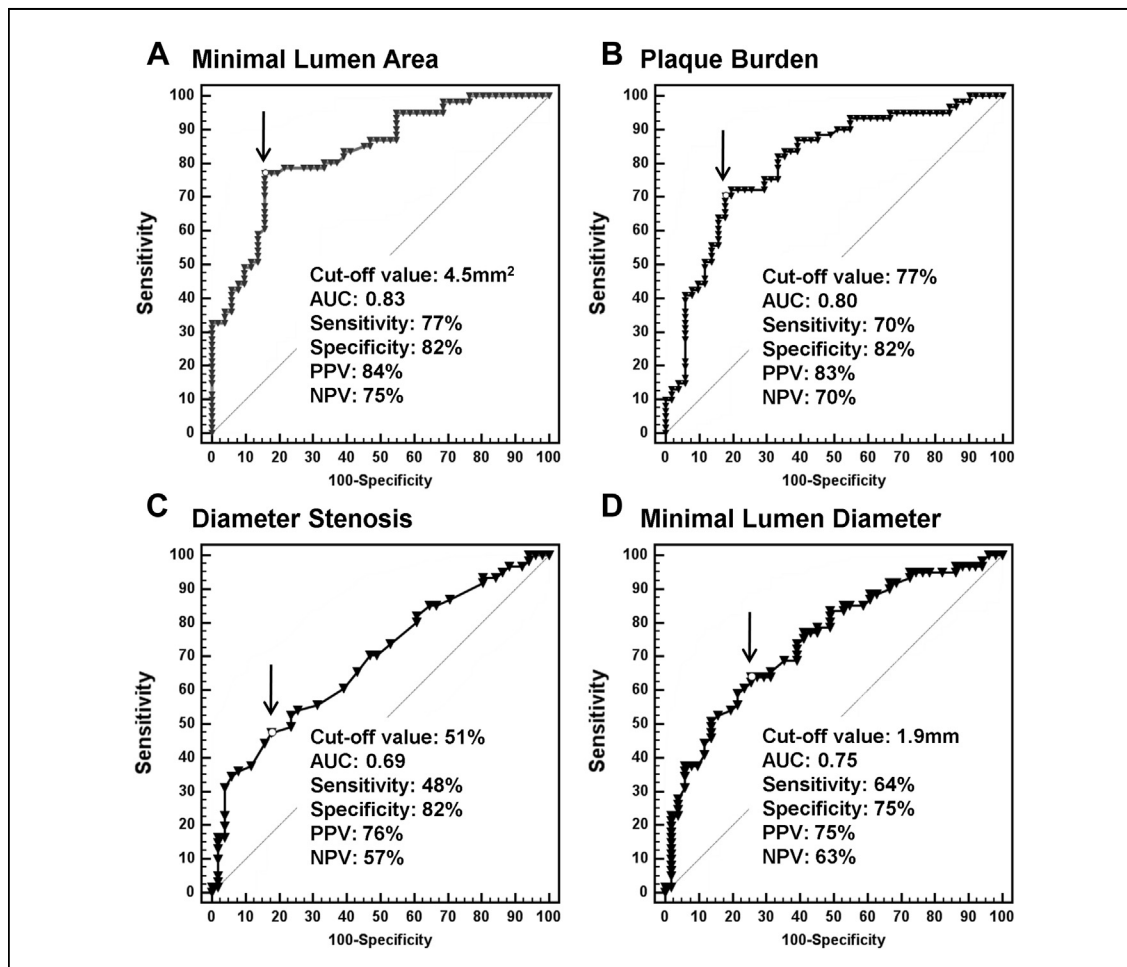 A Minimal Lumen Area
100
90
80
70
60
50
40
30
20
10
0
Sensitivity
Cut-off value: 4.5mm²
AUC: 0.83
Sensitivity: 77%
Specificity: 82%
PPV: 84%
NPV: 75%
0 10 20 30 40 50 60 70 80 90 100
100-Specificity
B Plaque Burden
100
90
80
70
60
50
40
30
20
10
0
Sensitivity
Cut-off value: 77%
AUC: 0.80
Sensitivity: 70%
Specificity: 82%
PPV: 83%
NPV: 70%
0 10 20 30 40 50 60 70 80 90 100
100-Specificity
C Diameter Stenosis
100
90
80
70
60
50
40
30
20
10
0
Sensitivity
Cut-off value: 51%
AUC: 0.69
Sensitivity: 48%
Specificity: 82%
PPV: 76%
NPV: 57%
0 10 20 30 40 50 60 70 80 90 100
100-Specificity
D Minimal Lumen Diameter
100
90
80
70
60
50
40
30
20
10
0
Sensitivity
Cut-off value: 1.9mm
AUC: 0.75
Sensitivity: 64%
Specificity: 75%
PPV: 75%
NPV: 63%
0 10 20 30 40 50 60 70 80 90 100
100-Specificity